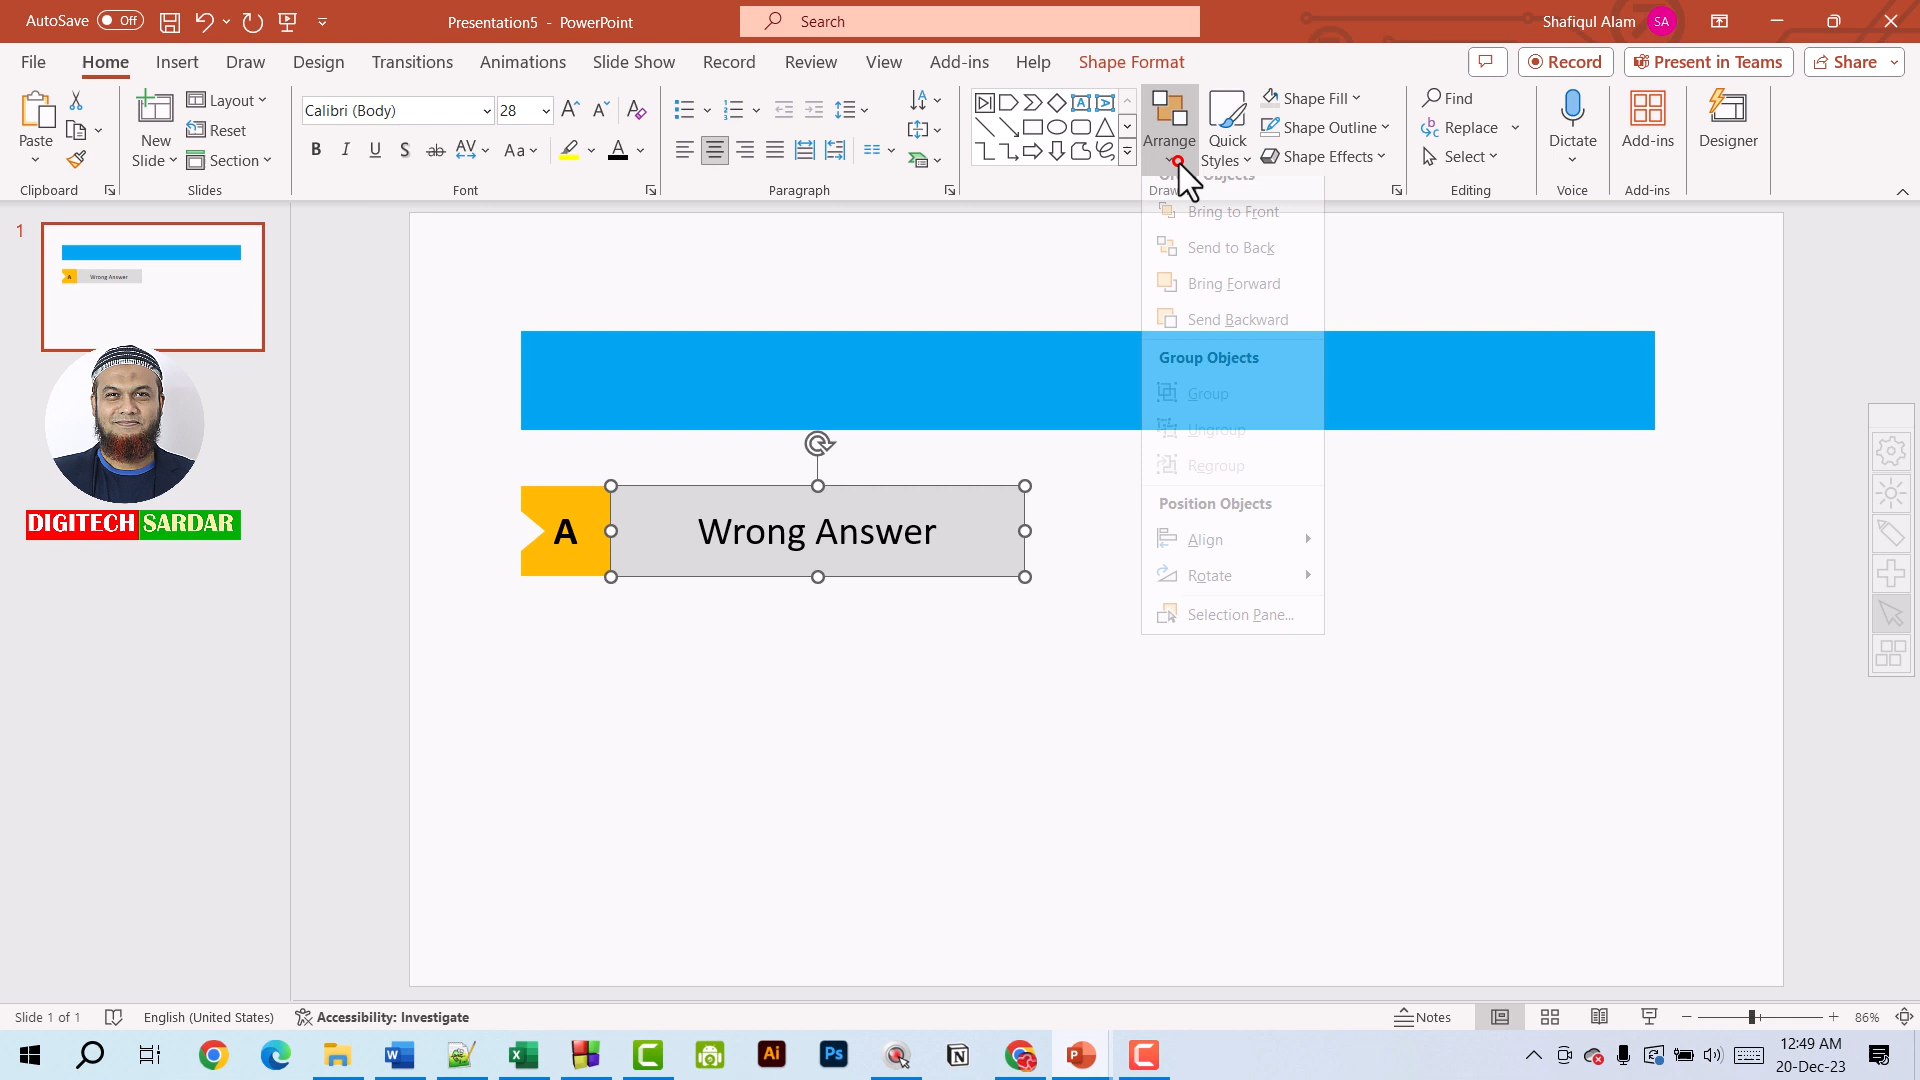 AutoSave Off
Presentation5 - PowerPoint
Search
Shafiqul Alam SA
File Home Insert Draw Design Transitions Animations Slide Show Record Review View Add-ins Help Shape Format
Record Present in Teams Share
Paste
New Slide
Layout
Reset
Section
Calibri (Body) 28
Arrange
Quick Styles
Shape Fill
Shape Outline
Shape Effects
Find
Replace
Select
Dictate
Add-ins
Designer
Clipboard Slides Font Paragraph Editing Voice Add-ins
Bring to Front
Send to Back
Bring Forward
Send Backward
Group Objects
Group
Ungroup
Regroup
Position Objects
Align
Rotate
Selection Pane...
1
A Wrong Answer
DIGITECH SARDAR
A Wrong Answer
Slide 1 of 1 English (United States) Accessibility: Investigate Notes 86%
12:49 AM
20-Dec-23